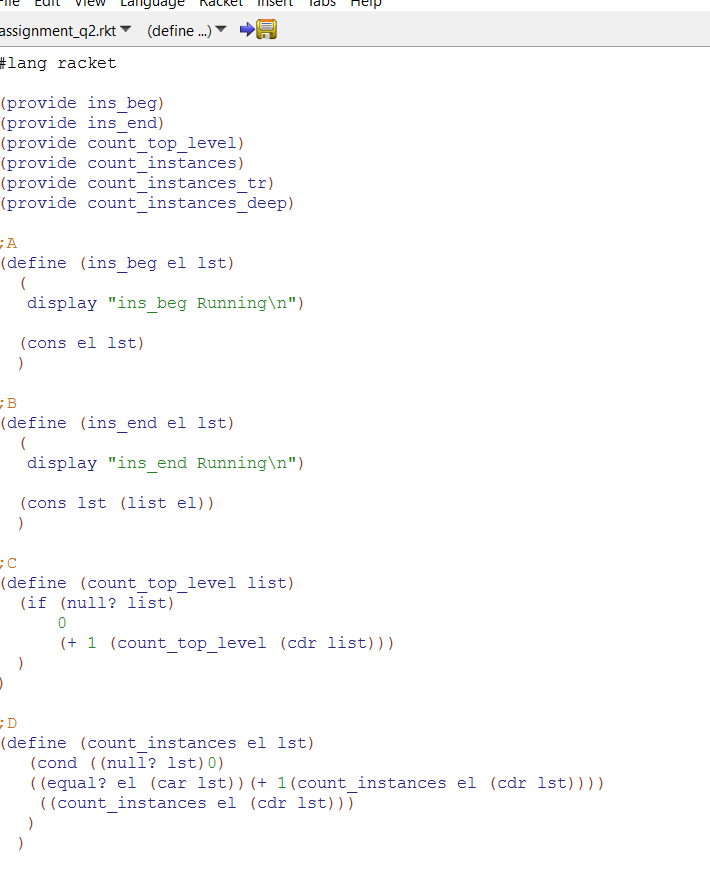 File Edit View Language Racket Insert Tabs Help
assignment_q2.rkt (define ...)
#lang racket
(provide ins_beg)
(provide ins_end)
(provide count_top_level)
(provide count_instances)
(provide count_instances_tr)
(provide count_instances_deep)
;A
(define (ins_beg el lst)
(
display "ins_beg Running\n")
(cons el lst)
)
;B
(define (ins_end el lst)
(
display "ins_end Running\n")
(cons lst (list el))
)
;C
(define (count_top_level list)
(if (null? list)
0
(+ 1 (count_top_level (cdr list)))
)
)
;D
(define (count_instances el lst)
(cond ((null? lst)0)
((equal? el (car lst))(+ 1(count_instances el (cdr lst))))
((count_instances el (cdr lst)))
)
)